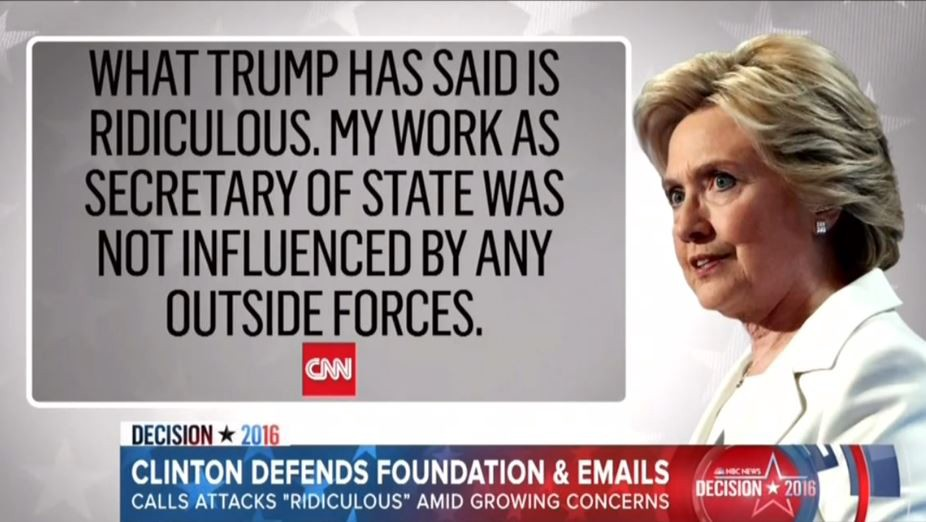 WHAT TRUMP HAS SAID IS
RIDICULOUS. MY WORK AS
SECRETARY OF STATE WAS
NOT INFLUENCED BY ANY
OUTSIDE FORCES.
CNN
DECISION ★ 2016
CLINTON DEFENDS FOUNDATION & EMAILS
CALLS ATTACKS "RIDICULOUS" AMID GROWING CONCERNS
NBC NEWS
DECISION ★ 2016